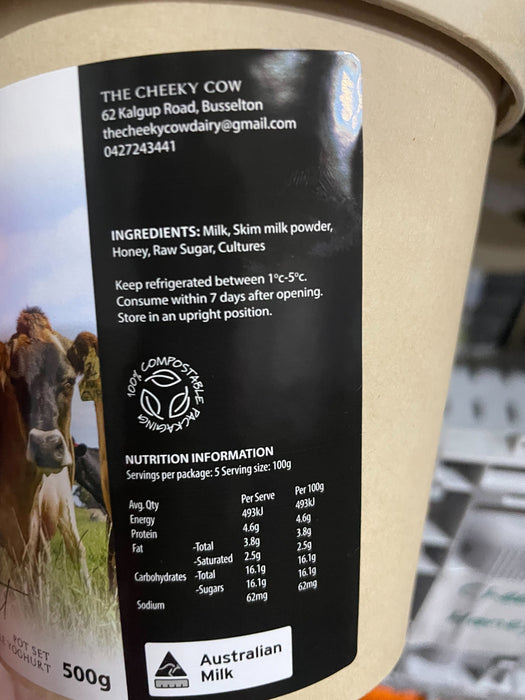 THE CHEEKY COW
62 Kalgup Road, Busselton
thecheekycowdairy@gmail.com
0427243441
INGREDIENTS: Milk, Skim milk powder,
Honey, Raw Sugar, Cultures
Keep refrigerated between 1°c-5°c.
Consume within 7 days after opening.
Store in an upright position.
100% COMPOSTABLE PACKAGING
NUTRITION INFORMATION
Servings per package: 5 Serving size: 100g
Avg. Qty Per Serve Per 100g
Energy 493kJ 493kJ
Protein 4.6g 4.6g
Fat -Total 3.8g 3.8g
-Saturated 2.5g 2.5g
Carbohydrates -Total 16.1g 16.1g
-Sugars 16.1g 16.1g
Sodium 62mg 62mg
POT SET
YOGHURT 500g
Australian
Milk